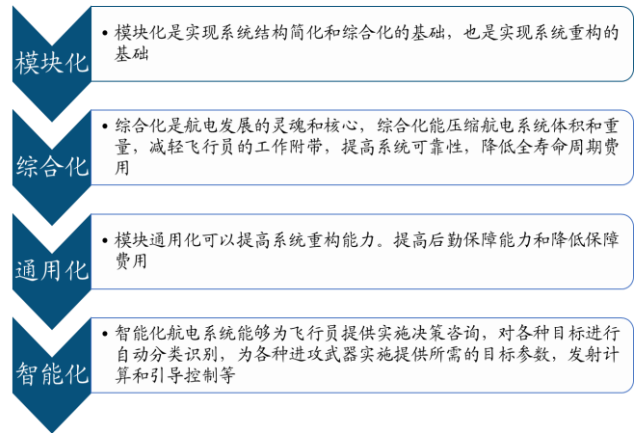 模块化
• 模块化是实现系统结构简化和综合化的基础，也是实现系统重构的
基础
综合化
• 综合化是航电发展的灵魂和核心，综合化能压缩航电系统体积和重
量，减轻飞行员的工作附带，提高系统可靠性，降低全寿命周期费
用
通用化
• 模块通用化可以提高系统重构能力。提高后勤保障能力和降低保障
费用
智能化
• 智能化航电系统能够为飞行员提供实施决策咨询，对各种目标进行
自动分类识别，为各种进攻武器实施提供所需的目标参数，发射计
算和引导控制等